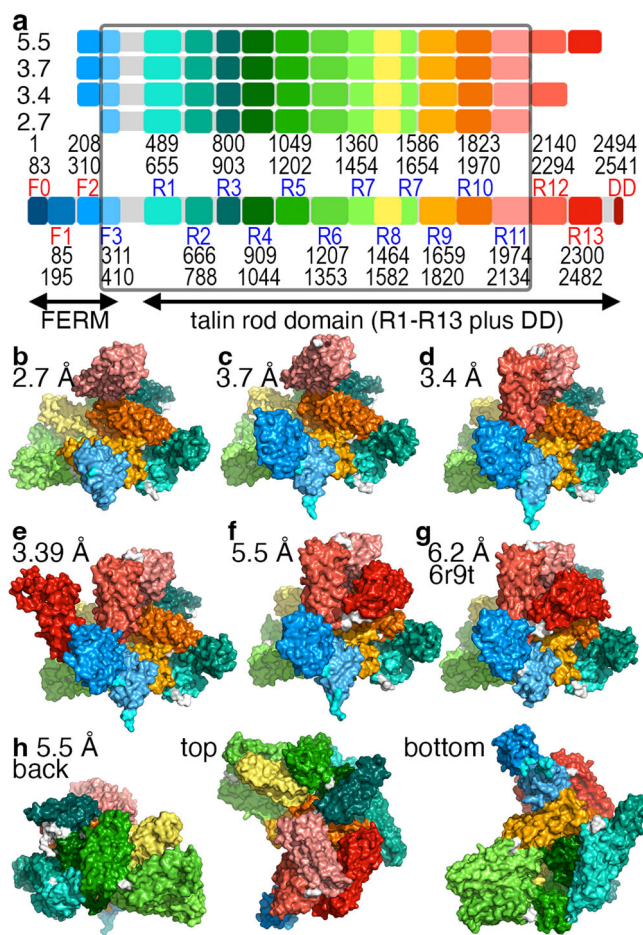 a
5.5
3.7
3.4
2.7
1 208 489 800 1049 1360 1586 1823 2140 2494
83 310 655 903 1202 1454 1654 1970 2294 2541
F0 F2 R1 R3 R5 R7 R7 R10 R12 DD
F1 F3 R2 R4 R6 R8 R9 R11 R13
85 311 666 909 1207 1464 1659 1974 2300
195 410 788 1044 1353 1582 1820 2134 2482
FERM talin rod domain (R1-R13 plus DD)
b c d
2.7 Å 3.7 Å 3.4 Å
e f g
3.39 Å 5.5 Å 6.2 Å
6r9t
h 5.5 Å top bottom
back